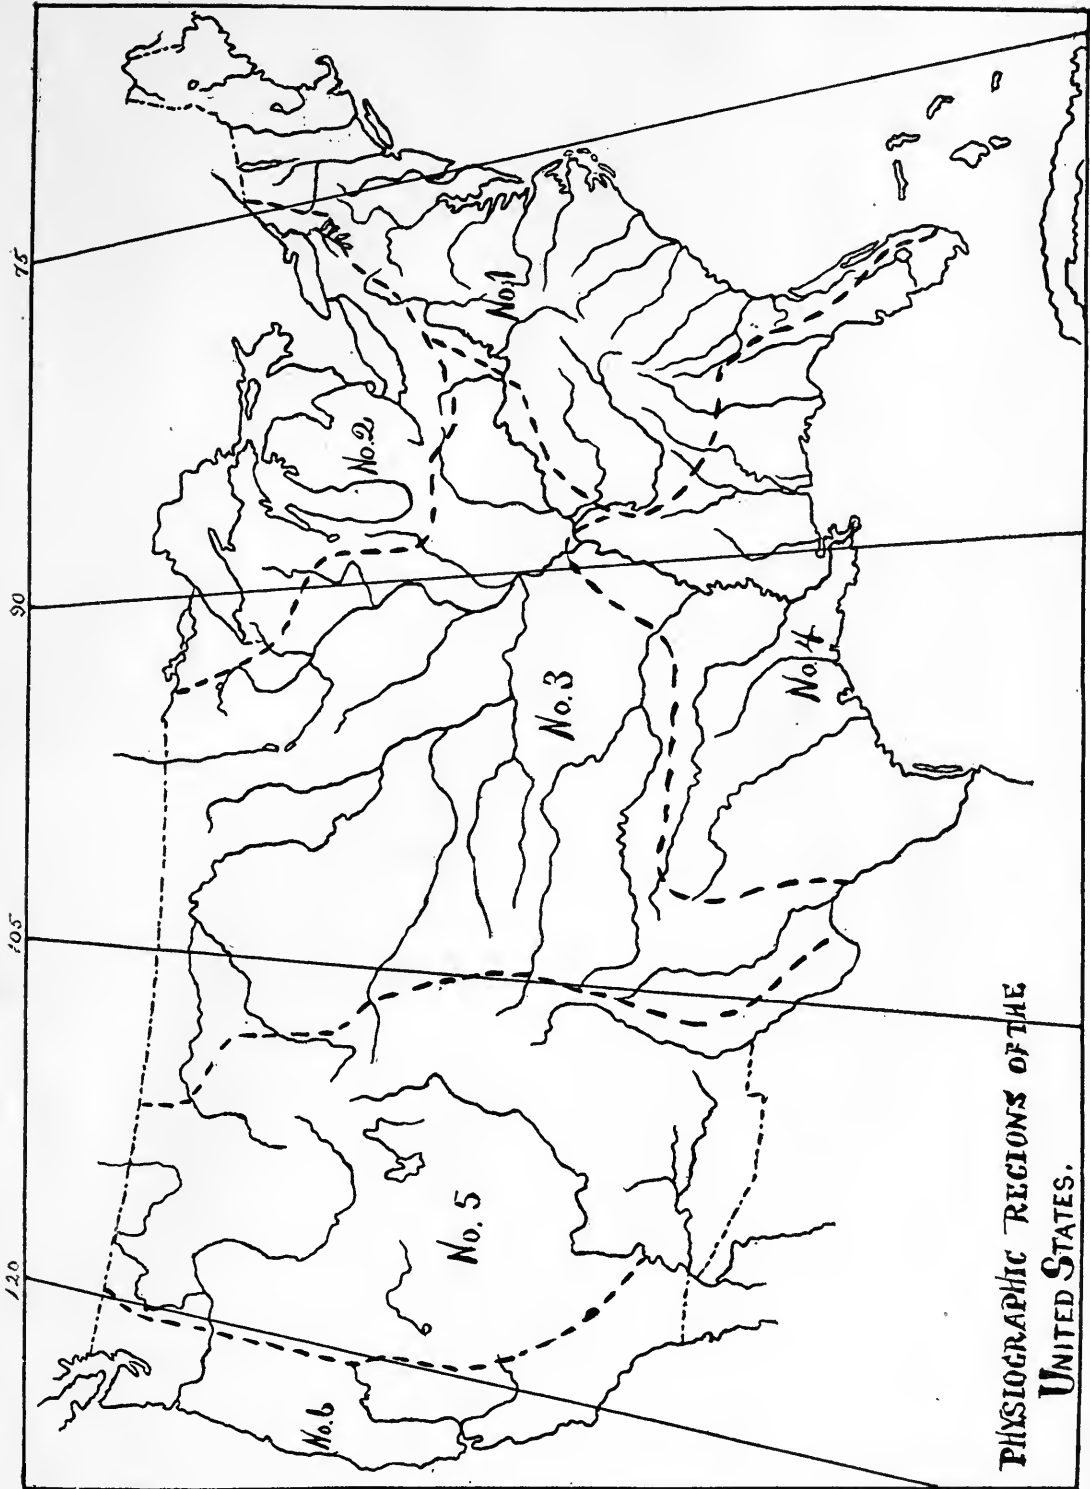 120
105
90
75
No. 6
No. 5
No. 3
No. 4
No. 2
No. 1
PHYSIOGRAPHIC REGIONS OF THE
UNITED STATES.